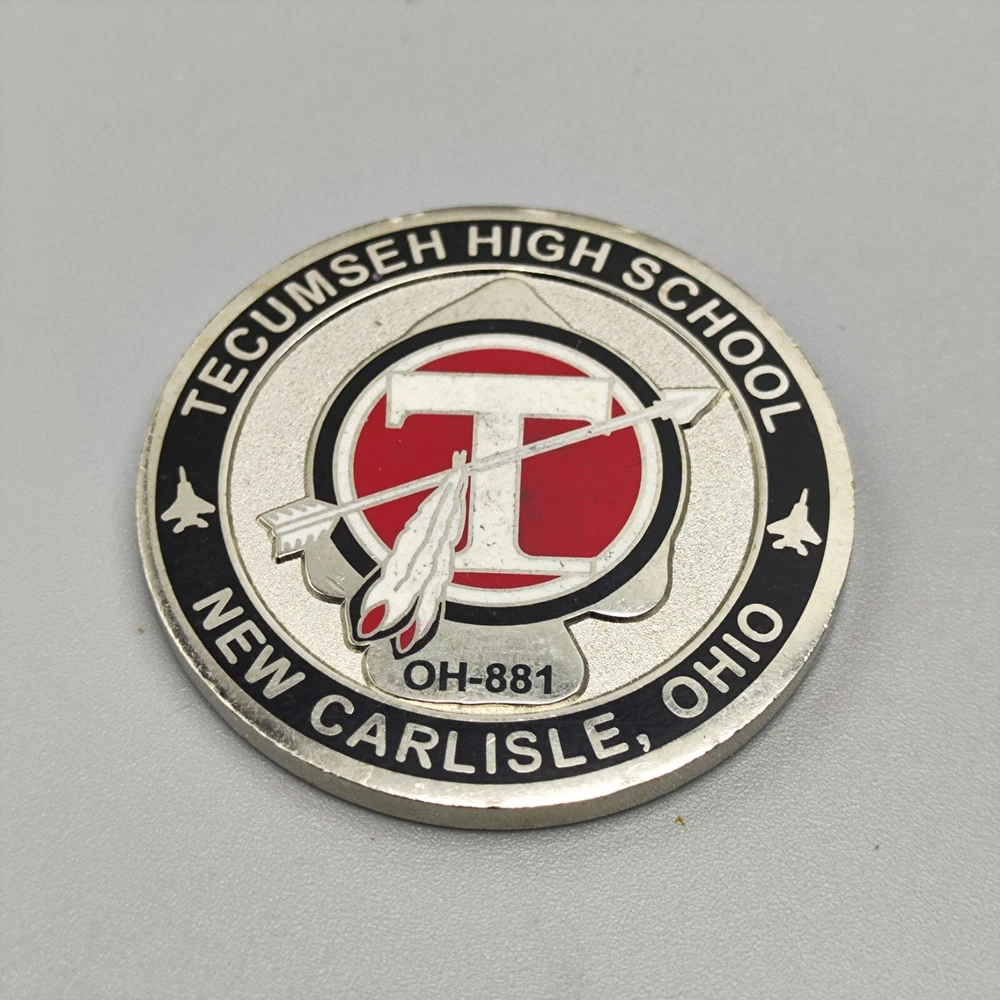 TECUMSEH HIGH SCHOOL
T
OH-881
NEW CARLISLE, OHIO